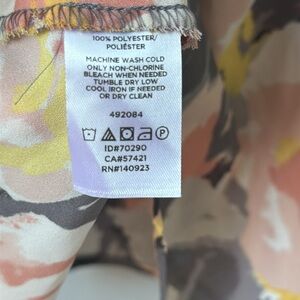 100% POLYESTER/
POLIÉSTER
MACHINE WASH COLD
ONLY NON-CHLORINE
BLEACH WHEN NEEDED
TUMBLE DRY LOW
COOL IRON IF NEEDED
OR DRY CLEAN
492084
ID#70290
CA#57421
RN#140923